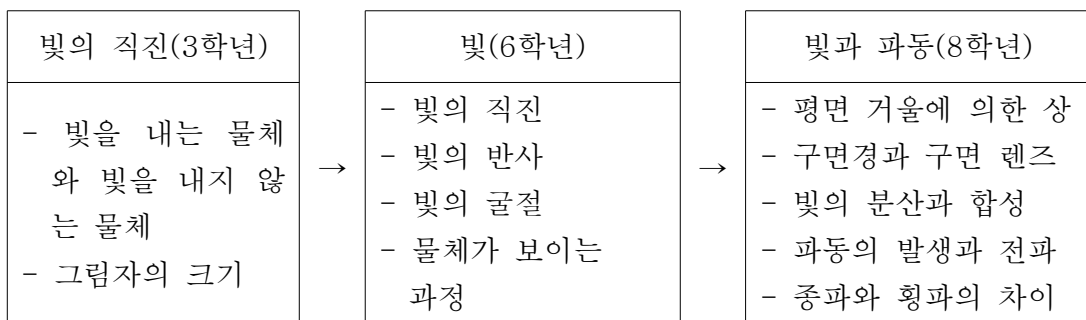 빛의 직진(3학년)
- 빛을 내는 물체
와 빛을 내지 않
는 물체
- 그림자의 크기
→
빛(6학년)
- 빛의 직진
- 빛의 반사
- 빛의 굴절
- 물체가 보이는
과정
→
빛과 파동(8학년)
- 평면 거울에 의한 상
- 구면경과 구면 렌즈
- 빛의 분산과 합성
- 파동의 발생과 전파
- 종파와 횡파의 차이